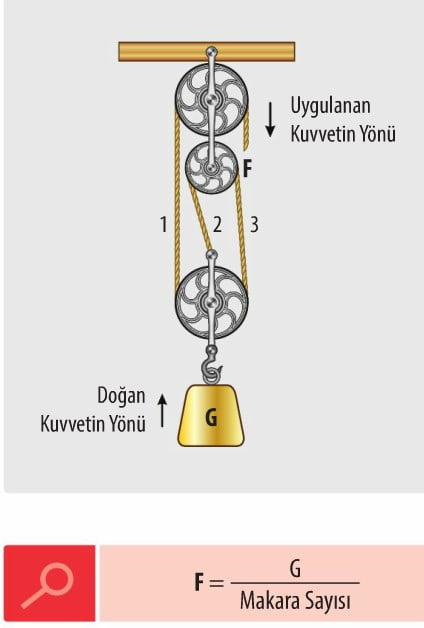 Uygulanan
Kuvvetin Yönü
F
1 2 3
Doğan
Kuvvetin Yönü
G
F = G
Makara Sayısı